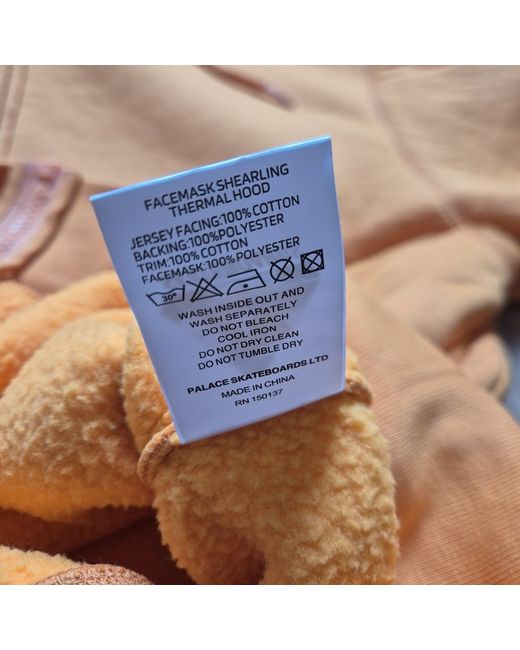 FACEMASK SHEARLING
THERMAL HOOD
JERSEY FACING:100% COTTON
BACKING:100%POLYESTER
TRIM:100% COTTON
FACEMASK:100% POLYESTER
30°
WASH INSIDE OUT AND
WASH SEPARATELY
DO NOT BLEACH
COOL IRON
DO NOT DRY CLEAN
DO NOT TUMBLE DRY
PALACE SKATEBOARDS LTD
MADE IN CHINA
RN 150137